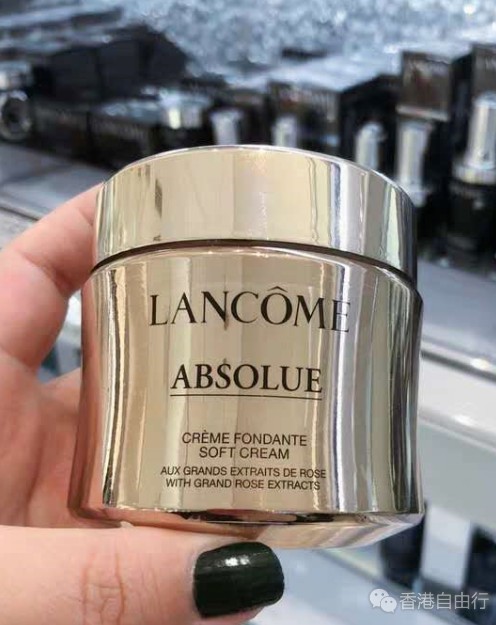 LANCÔME
ABSOLUE
CRÈME FONDANTE
SOFT CREAM
AUX GRANDS EXTRAITS DE ROSE
WITH GRAND ROSE EXTRACTS
香港自由行